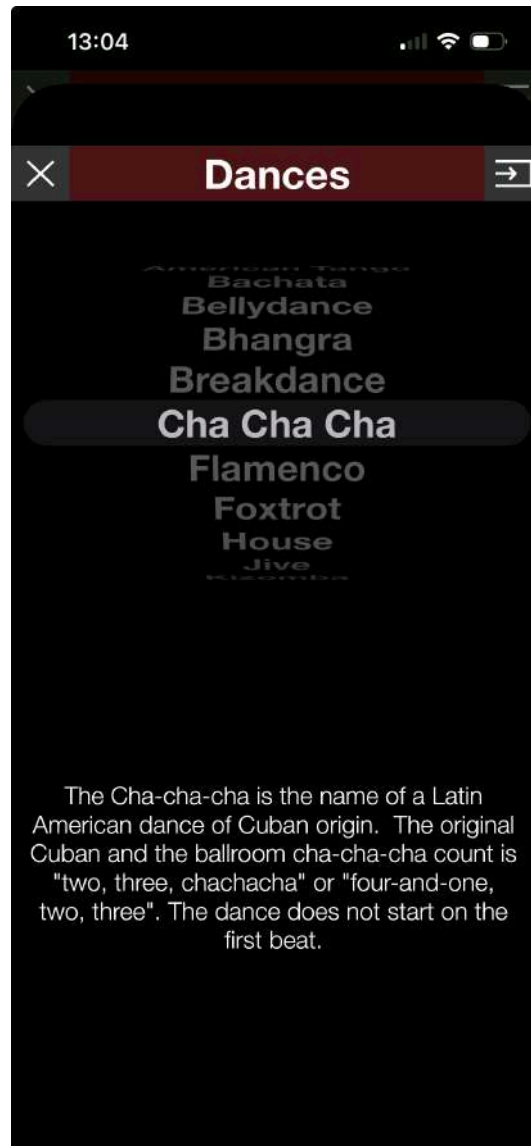 13:04
Dances
American Tango
Bachata
Bellydance
Bhangra
Breakdance
Cha Cha Cha
Flamenco
Foxtrot
House
Jive
Kizomba
The Cha-cha-cha is the name of a Latin
American dance of Cuban origin.  The original
Cuban and the ballroom cha-cha-cha count is
"two, three, chachacha" or "four-and-one,
two, three". The dance does not start on the
first beat.